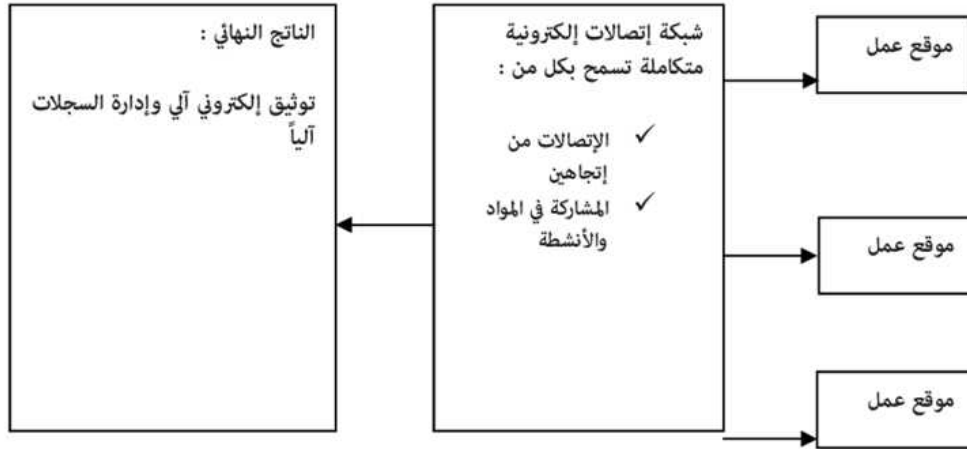 موقع عمل
موقع عمل
موقع عمل
شبكة إتصالات إلكترونية
متكاملة تسمح بكل من :
✓ الإتصالات من
إتجاهين
✓ المشاركة في المواد
والأنشطة
الناتج النهائي :
توثيق إلكتروني آلي وإدارة السجلات
آلياً